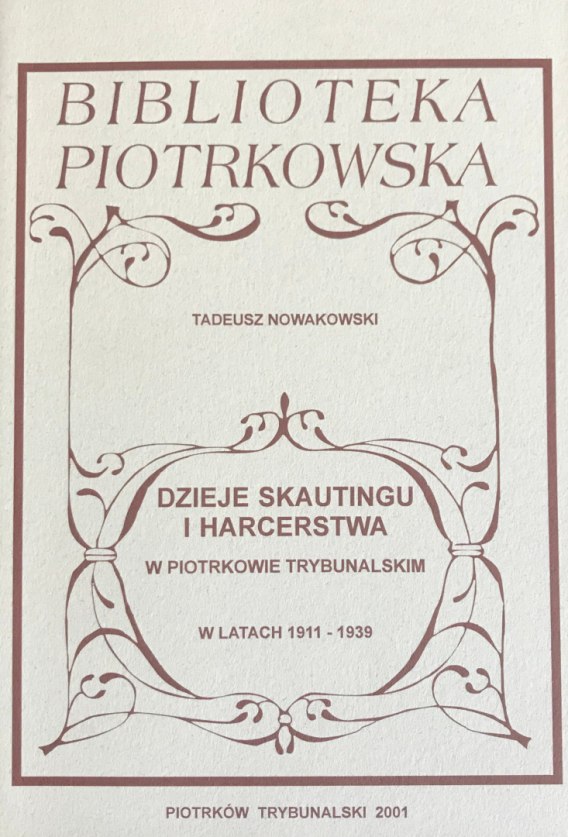 BIBLIOTEKA
PIOTRKOWSKA
TADEUSZ NOWAKOWSKI
DZIEJE SKAUTINGU
I HARCERSTWA
W PIOTRKOWIE TRYBUNALSKIM
W LATACH 1911 - 1939
PIOTRKÓW TRYBUNALSKI 2001